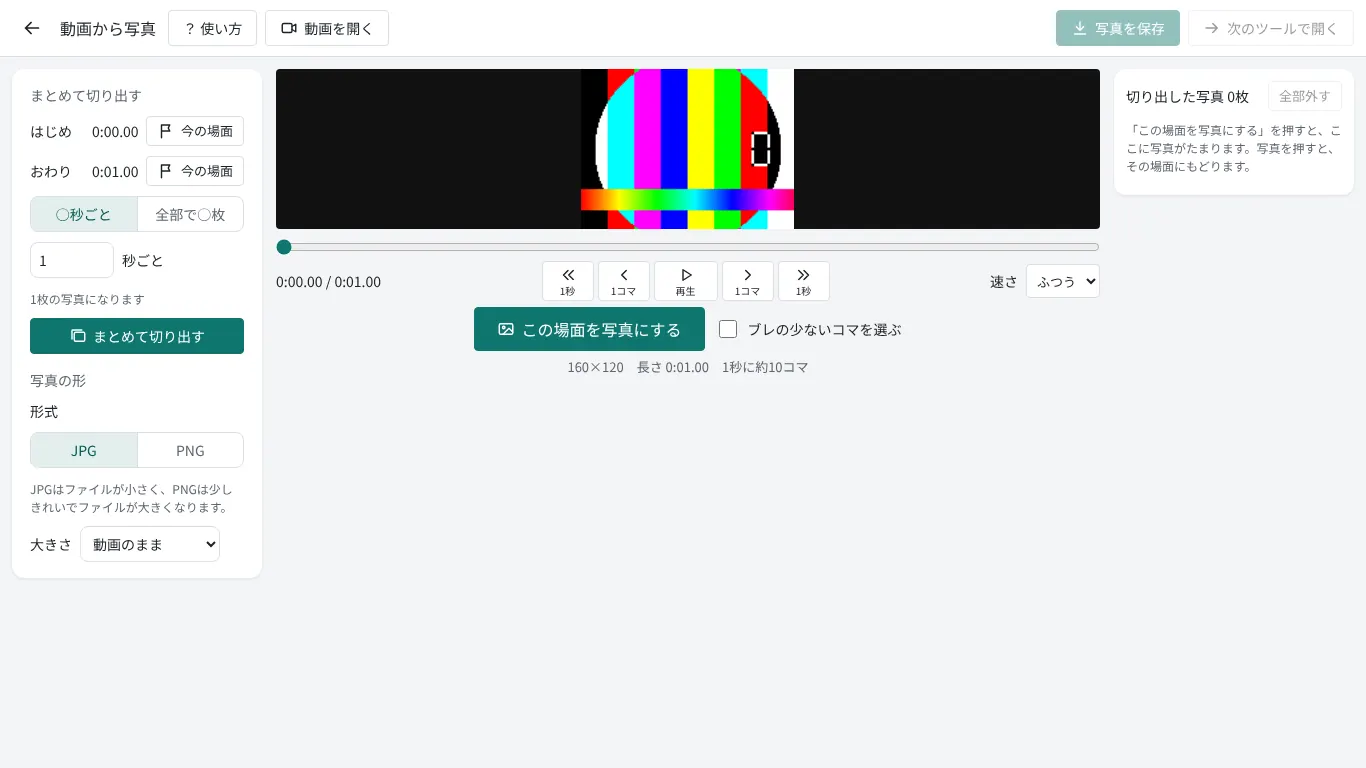 動画から写真
? 使い方
動画を開く
写真を保存
次のツールで開く
まとめて切り出す
はじめ 0:00.00 今の場面
おわり 0:01.00 今の場面
〇秒ごと 全部で〇枚
1 秒ごと
1枚の写真になります
まとめて切り出す
写真の形
形式
JPG PNG
JPGはファイルが小さく、PNGは少し
きれいでファイルが大きくなります。
大きさ 動画のまま
0:00.00 / 0:01.00
1秒 1コマ 再生 1コマ 1秒
速さ ふつう
この場面を写真にする
ブレの少ないコマを選ぶ
160×120 長さ 0:01.00 1秒に約10コマ
切り出した写真 0枚 全部外す
「この場面を写真にする」を押すと、こ
こに写真がたまります。写真を押すと、
その場面にもどります。